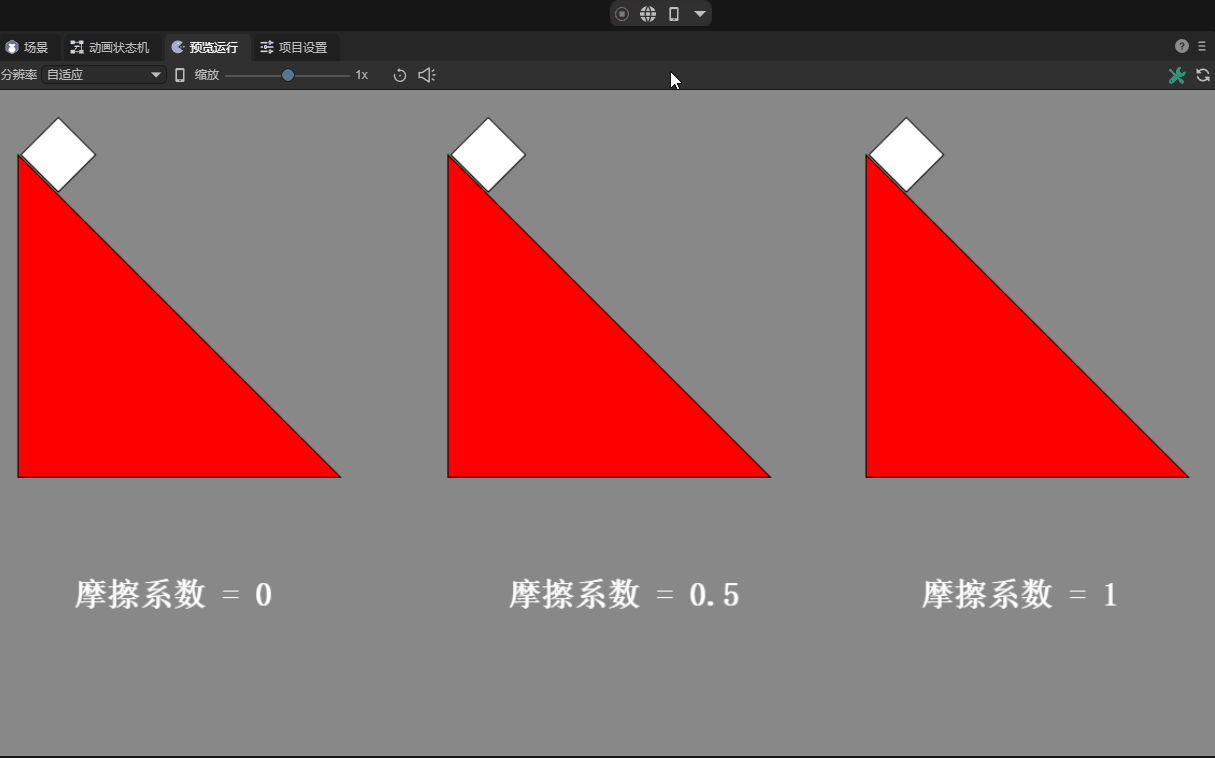 场景 动画状态机 预览运行 项目设置
分辨率 自适应 缩放 1x
摩擦系数 = 0 摩擦系数 = 0.5 摩擦系数 = 1